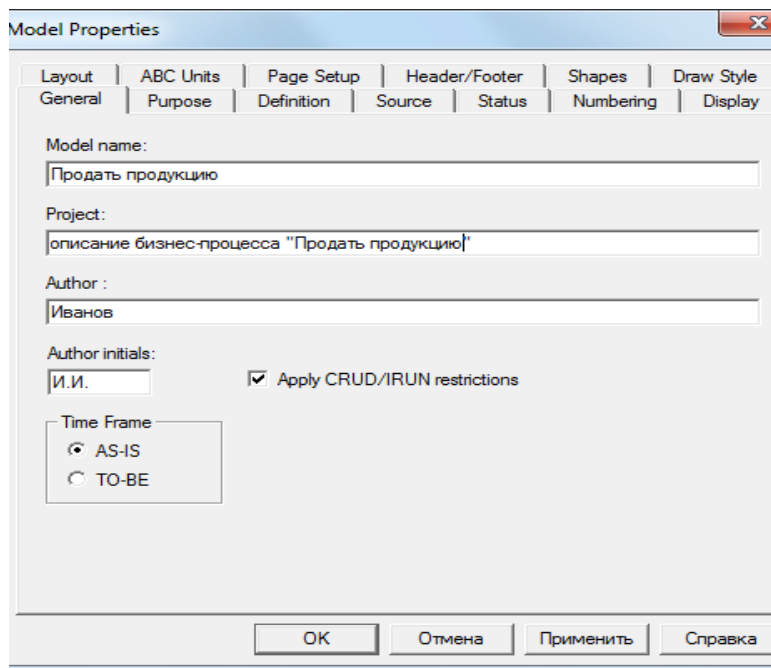 Model Properties
Layout ABC Units Page Setup Header/Footer Shapes Draw Style
General Purpose Definition Source Status Numbering Display
Model name:
Продать продукцию
Project:
описание бизнес-процесса "Продать продукцию"
Author :
Иванов
Author initials:
И.И. Apply CRUD/IRUN restrictions
Time Frame
AS-IS
TO-BE
OK Отмена Применить Справка